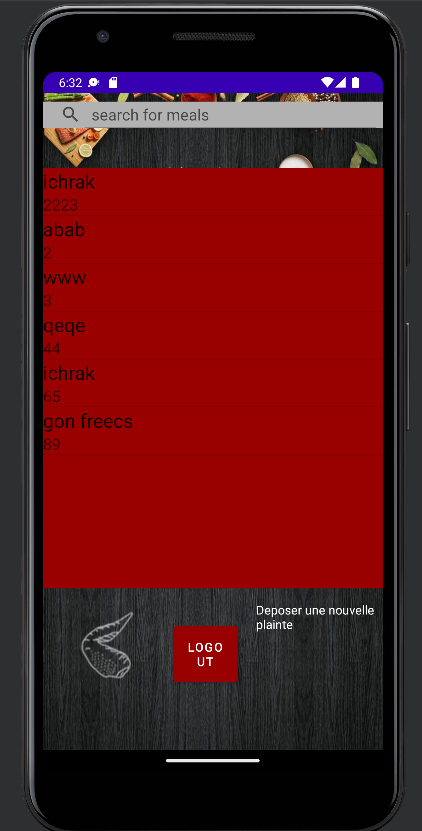 6:32
search for meals
ichrak
2223
abab
2
www
3
qeqe
44
ichrak
65
gon freecs
89
Deposer une nouvelle
plainte
LOGO
UT